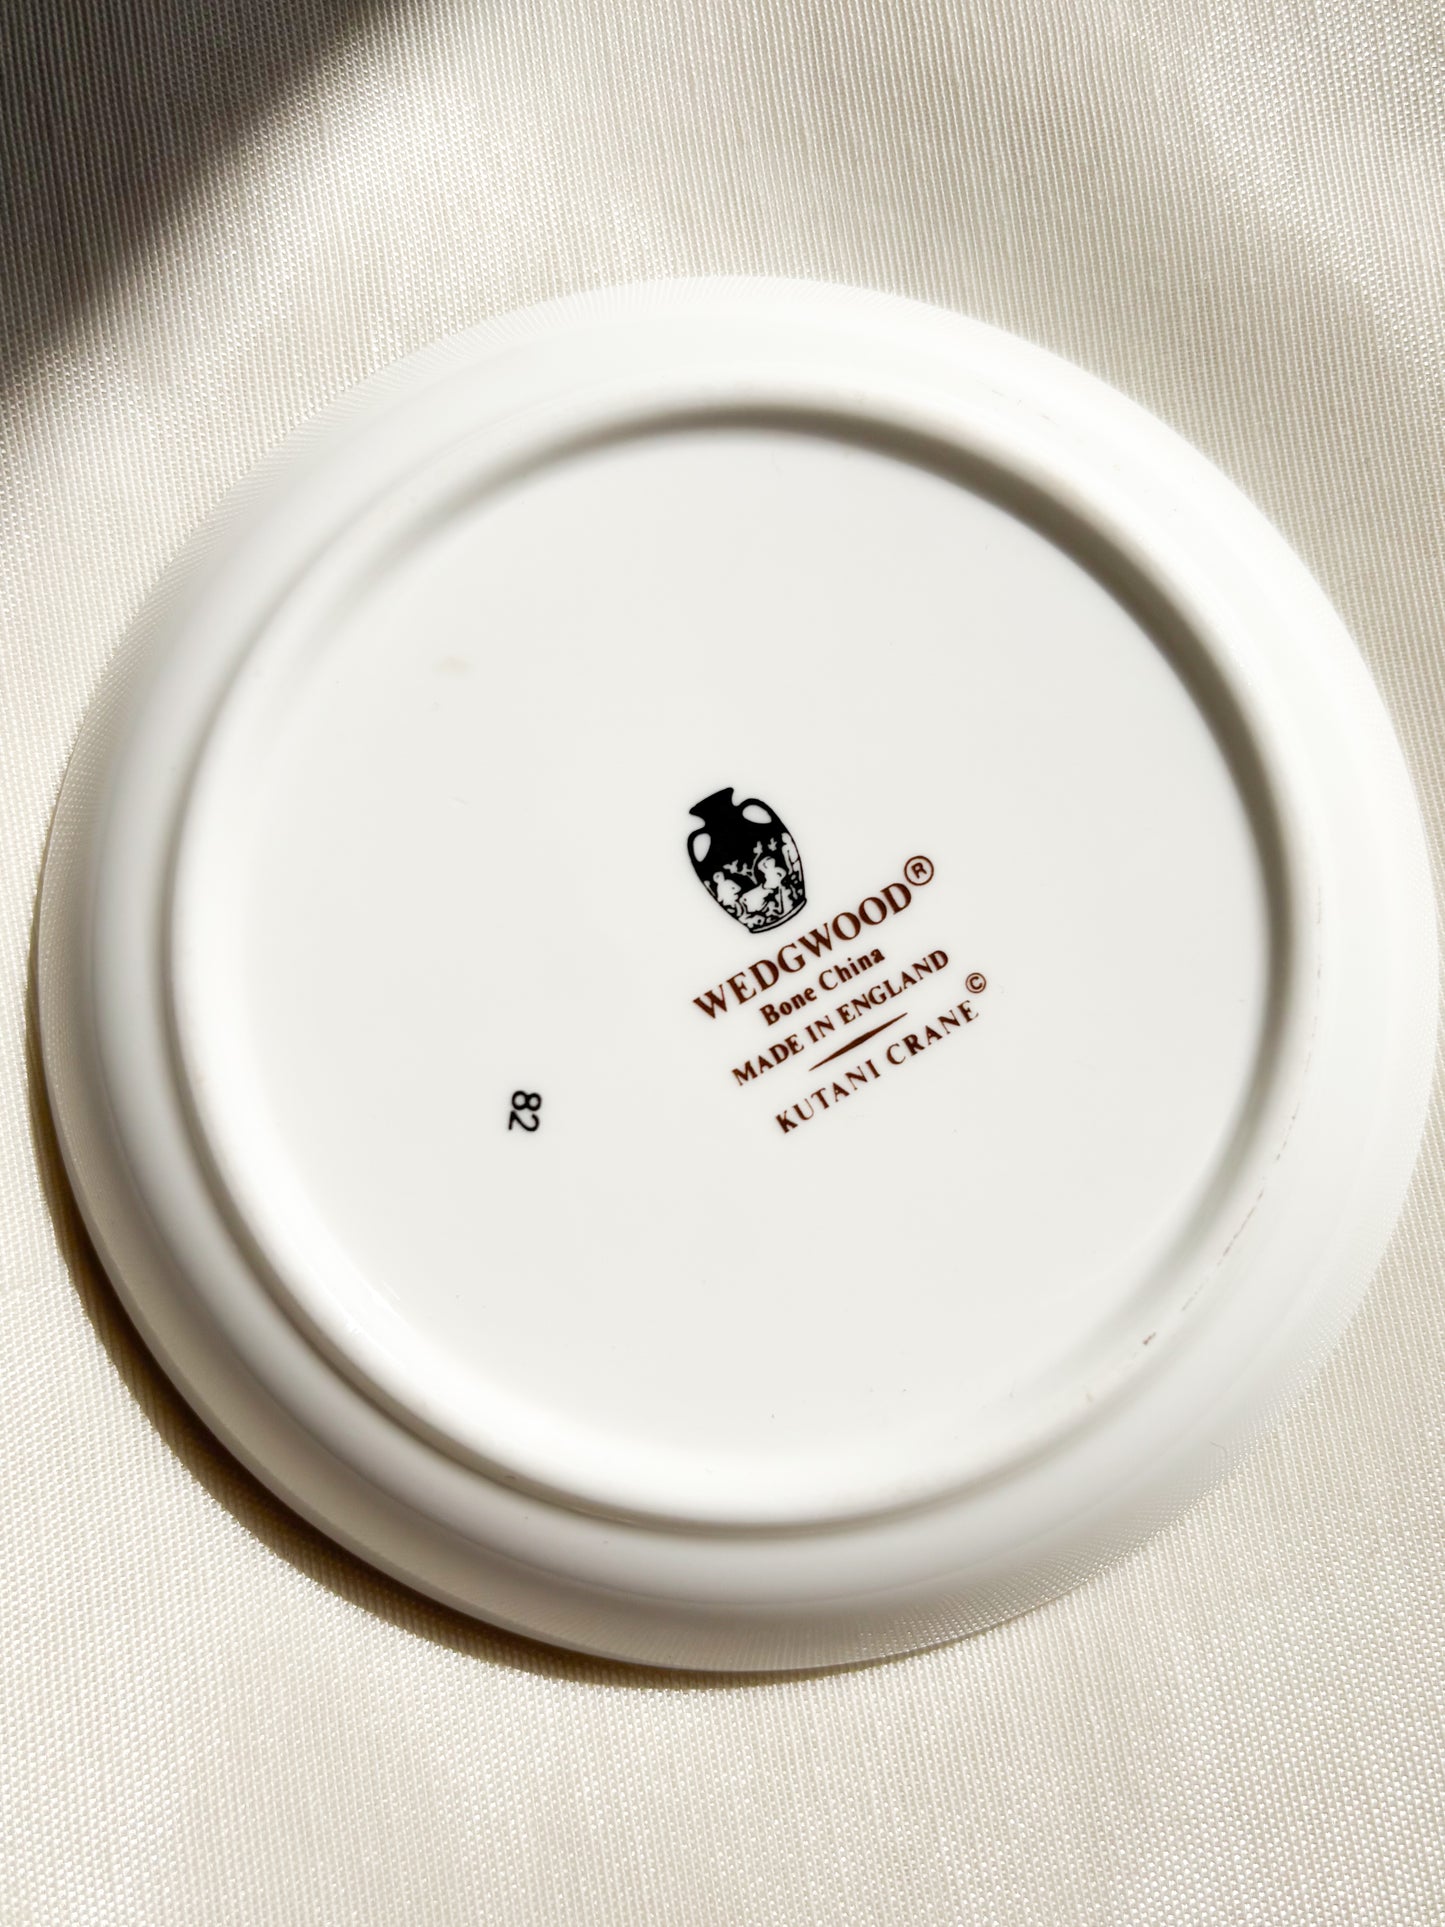 WEDGWOOD®
Bone China
MADE IN ENGLAND
KUTANI CRANE©
82